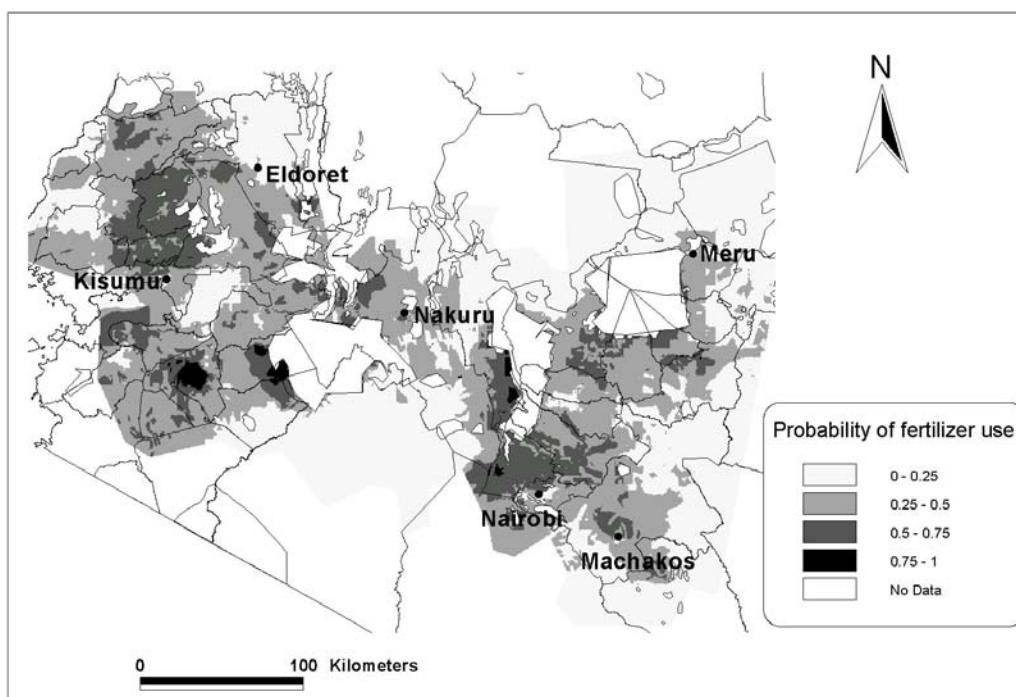 N
Eldoret
Meru
Kisumu
Nakuru
Nairobi
Machakos
Probability of fertilizer use
0 - 0.25
0.25 - 0.5
0.5 - 0.75
0.75 - 1
No Data
0 100 Kilometers